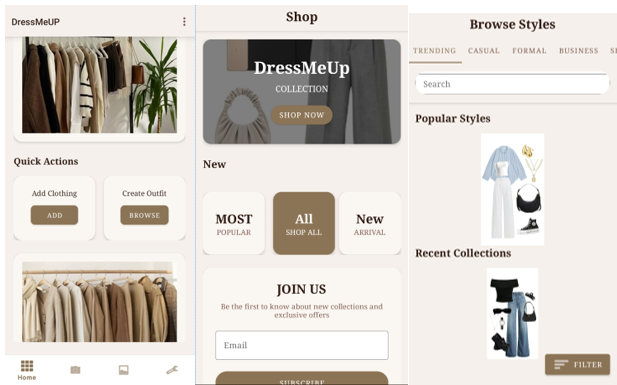 DressMeUP
Quick Actions
Add Clothing
Create Outfit
ADD
BROWSE
Home
Shop
DressMeUp
COLLECTION
SHOP NOW
New
MOST
POPULAR
All
SHOP ALL
New
ARRIVAL
JOIN US
Be the first to know about new collections and
exclusive offers
Email
SUBSCRIBE
Browse Styles
TRENDING CASUAL FORMAL BUSINESS
Search
Popular Styles
Recent Collections
FILTER